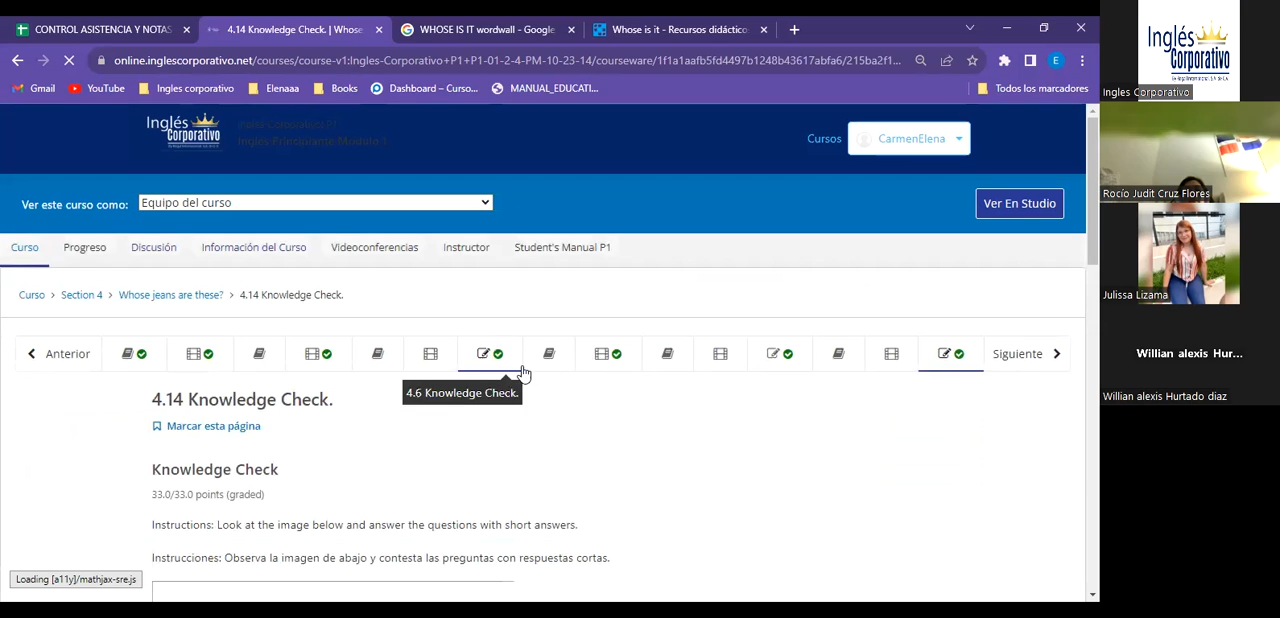 CONTROL ASISTENCIA Y NOTAS
4.14 Knowledge Check. | Whose
WHOSE IS IT wordwall - Google
Whose is it - Recursos didáctico
online.inglescorporativo.net/courses/course-v1:Ingles-Corporativo+P1+P1-01-2-4-PM-10-23-14/courseware/1f1a1aafb5fd4497b1248b43617abfa6/215ba2f1...
E
Gmail
YouTube
Ingles corporativo
Elenaaa
Books
Dashboard – Curso...
MANUAL_EDUCATI...
Todos los marcadores
Inglés
Corporativo
Inglés Corporativo P1
Inglés Principiante Module 1
Cursos
CarmenElena
Ver este curso como:
Equipo del curso
Ver En Studio
Curso
Progreso
Discusión
Información del Curso
Videoconferencias
Instructor
Student's Manual P1
Curso > Section 4 > Whose jeans are these? > 4.14 Knowledge Check.
Anterior
Siguiente
4.6 Knowledge Check.
4.14 Knowledge Check.
Marcar esta página
Knowledge Check
33.0/33.0 points (graded)
Instructions: Look at the image below and answer the questions with short answers.
Instrucciones: Observa la imagen de abajo y contesta las preguntas con respuestas cortas.
Loading [a11y]/mathjax-sre.js
Inglés
Corporativo
Ingles Corporativo
Rocío Judit Cruz Flores
Julissa Lizama
Willian alexis Hur...
Willian alexis Hurtado diaz